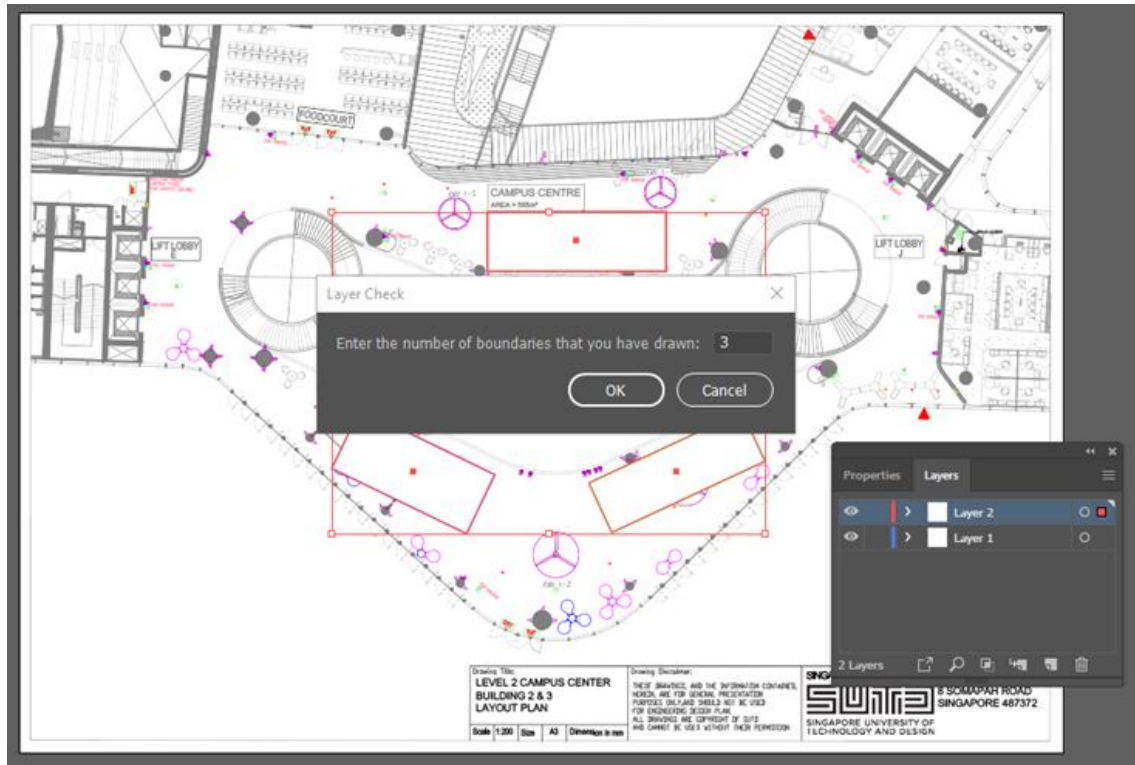 FOODCOURT
CAMPUS CENTRE
AREA = 595m²
LIFT LOBBY
E
LIFT LOBBY
J
Layer Check
Enter the number of boundaries that you have drawn: 3
OK
Cancel
Properties
Layers
Layer 2
Layer 1
2 Layers
Drawing Title:
LEVEL 2 CAMPUS CENTER
BUILDING 2 & 3
LAYOUT PLAN
Scale 1:200 Size A3 Dimension in mm
Drawing Disclaimer:
THESE DRAWINGS, AND THE INFORMATION CONTAINED,
HEREIN, ARE FOR GENERAL PRESENTATION
PURPOSES ONLY,AND SHOULD NOT BE USED
FOR ENGINEERING DESIGN PLAN.
ALL DRAWINGS ARE COPYRIGHT OF SUTD
AND CANNOT BE USED WITHOUT THEIR PERMISSION
SING
SUTD
8 SOMAPAH ROAD
SINGAPORE 487372
SINGAPORE UNIVERSITY OF
TECHNOLOGY AND DESIGN